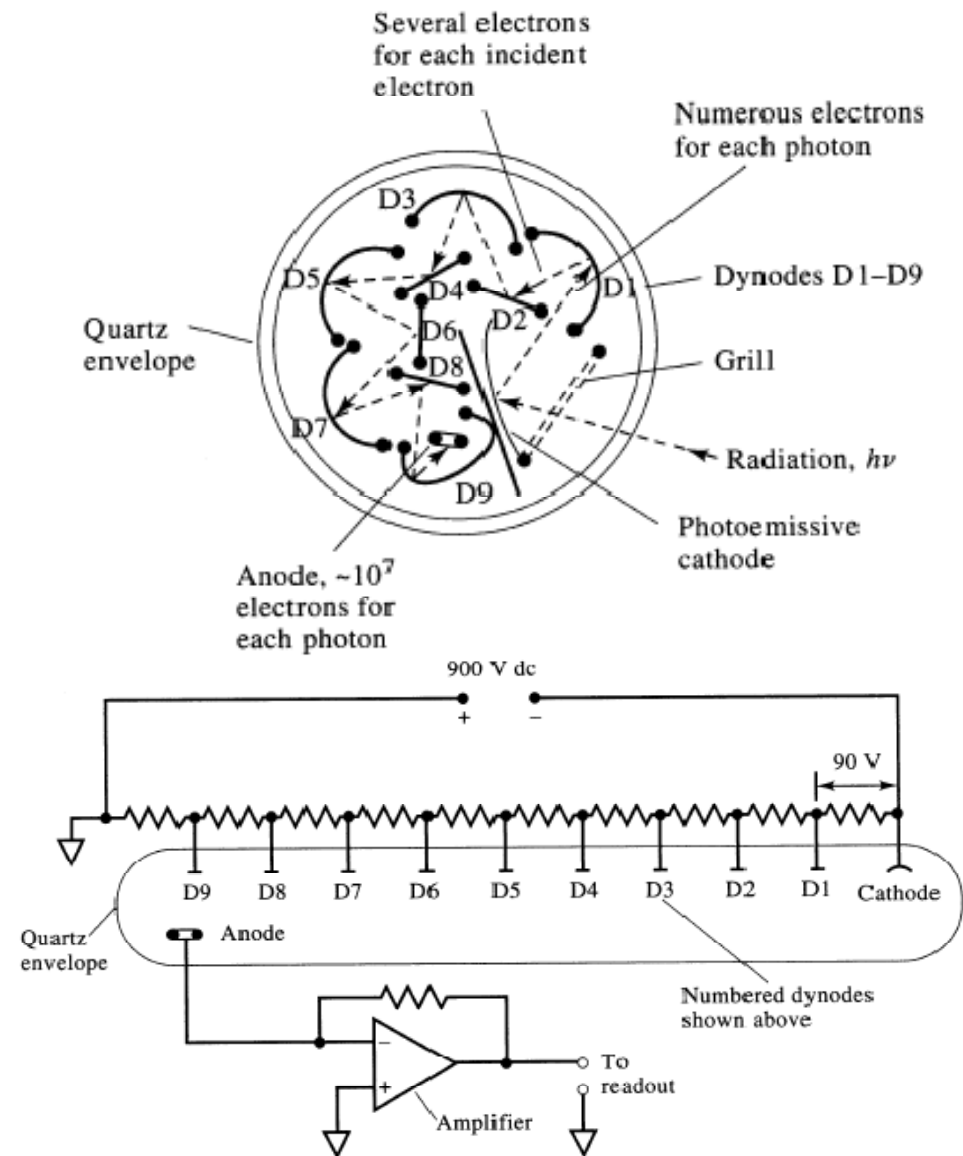 Several electrons
for each incident
electron
Numerous electrons
for each photon
D3
D5
D4
D1
Dynodes D1–D9
D2
Quartz
envelope
D6
D8
Grill
D7
Radiation, hν
D9
Photoemissive
cathode
Anode, ~10⁷
electrons for
each photon
900 V dc
+ −
90 V
D9 D8 D7 D6 D5 D4 D3 D2 D1 Cathode
Anode
Quartz
envelope
Numbered dynodes
shown above
−
+
To
readout
Amplifier